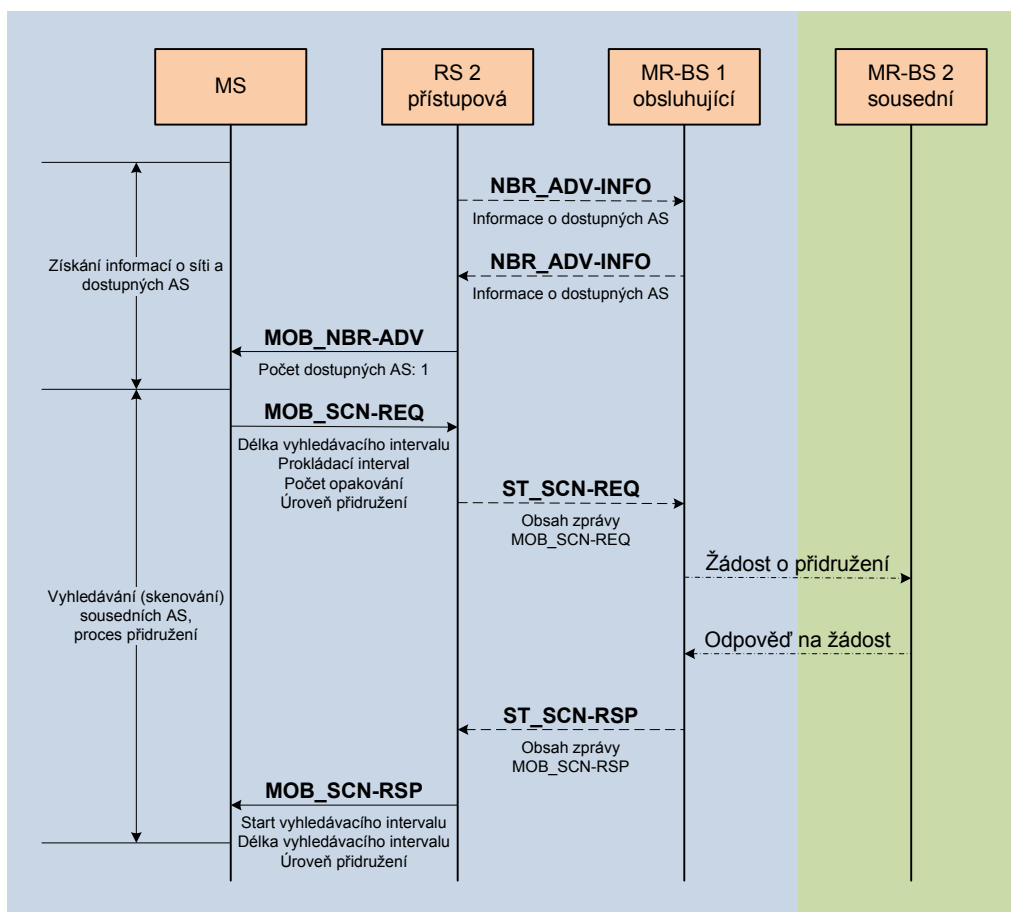 MS
RS 2
přístupová
MR-BS 1
obsluhující
MR-BS 2
sousední
NBR_ADV-INFO
Informace o dostupných AS
NBR_ADV-INFO
Informace o dostupných AS
Získání informací o síti a
dostupných AS
MOB_NBR-ADV
Počet dostupných AS: 1
MOB_SCN-REQ
Délka vyhledávacího intervalu
Prokládací interval
Počet opakování
Úroveň přidružení
ST_SCN-REQ
Obsah zprávy
MOB_SCN-REQ
Žádost o přidružení
Vyhledávání (skenování)
sousedních AS,
proces přidružení
Odpověď na žádost
ST_SCN-RSP
Obsah zprávy
MOB_SCN-RSP
MOB_SCN-RSP
Start vyhledávacího intervalu
Délka vyhledávacího intervalu
Úroveň přidružení